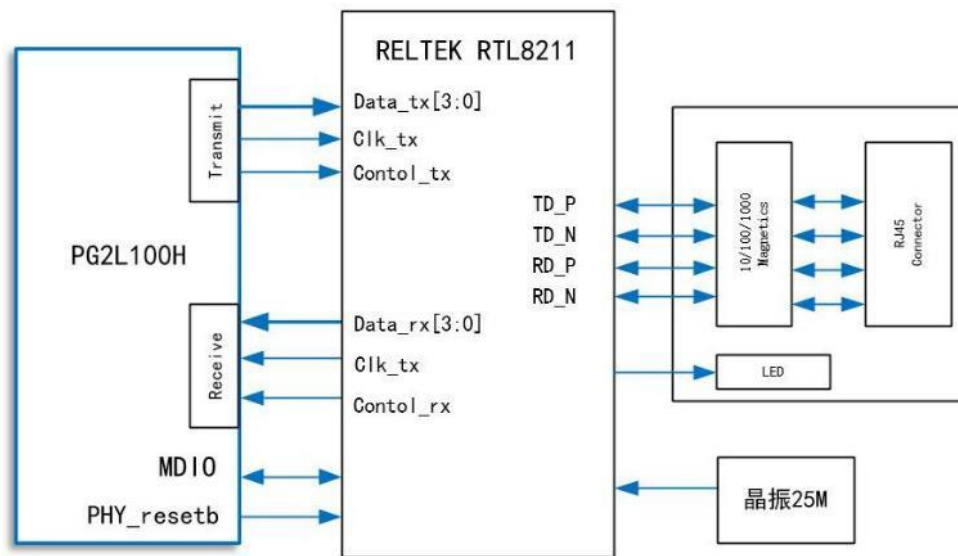 RELTEK RTL8211
Transmit
Data_tx[3:0]
Clk_tx
Contol_tx
PG2L100H
TD_P
TD_N
RD_P
RD_N
10/100/1000
Magnetics
RJ45
Connector
Receive
Data_rx[3:0]
Clk_tx
Contol_rx
LED
MDIO
PHY_resetb
晶振25M